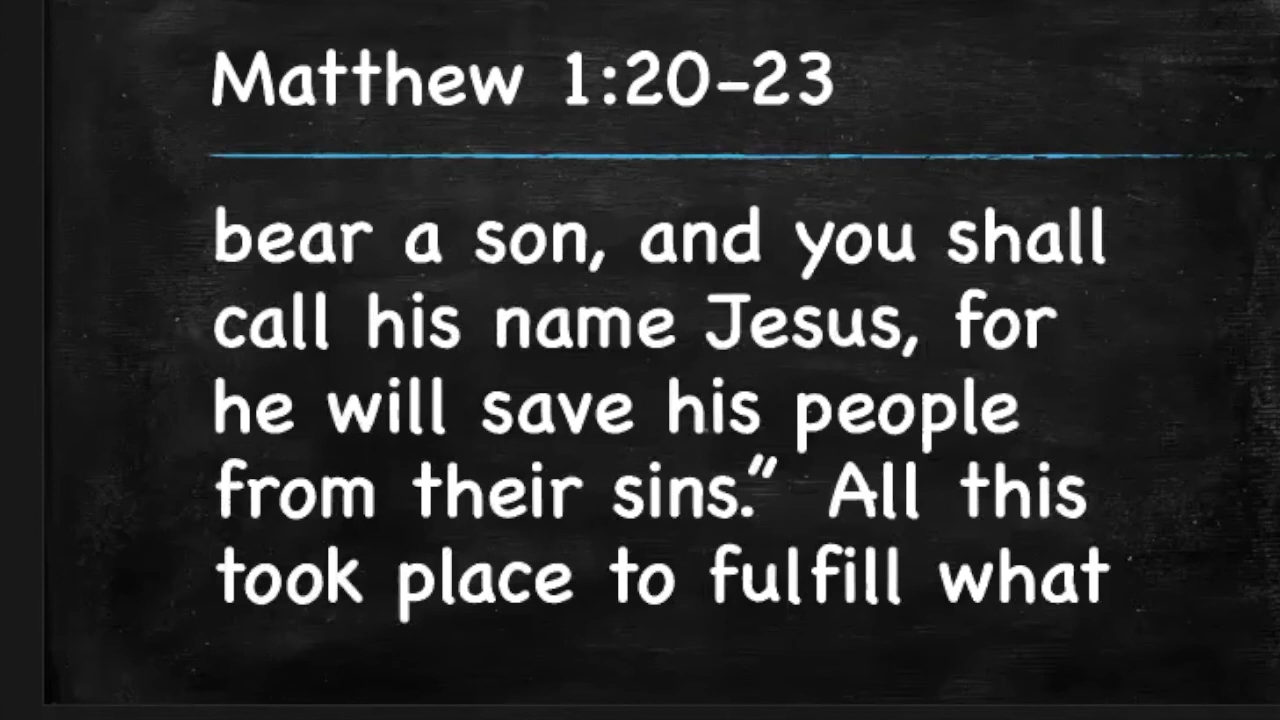 Matthew 1:20-23
bear a son, and you shall
call his name Jesus, for
he will save his people
from their sins.” All this
took place to fulfill what